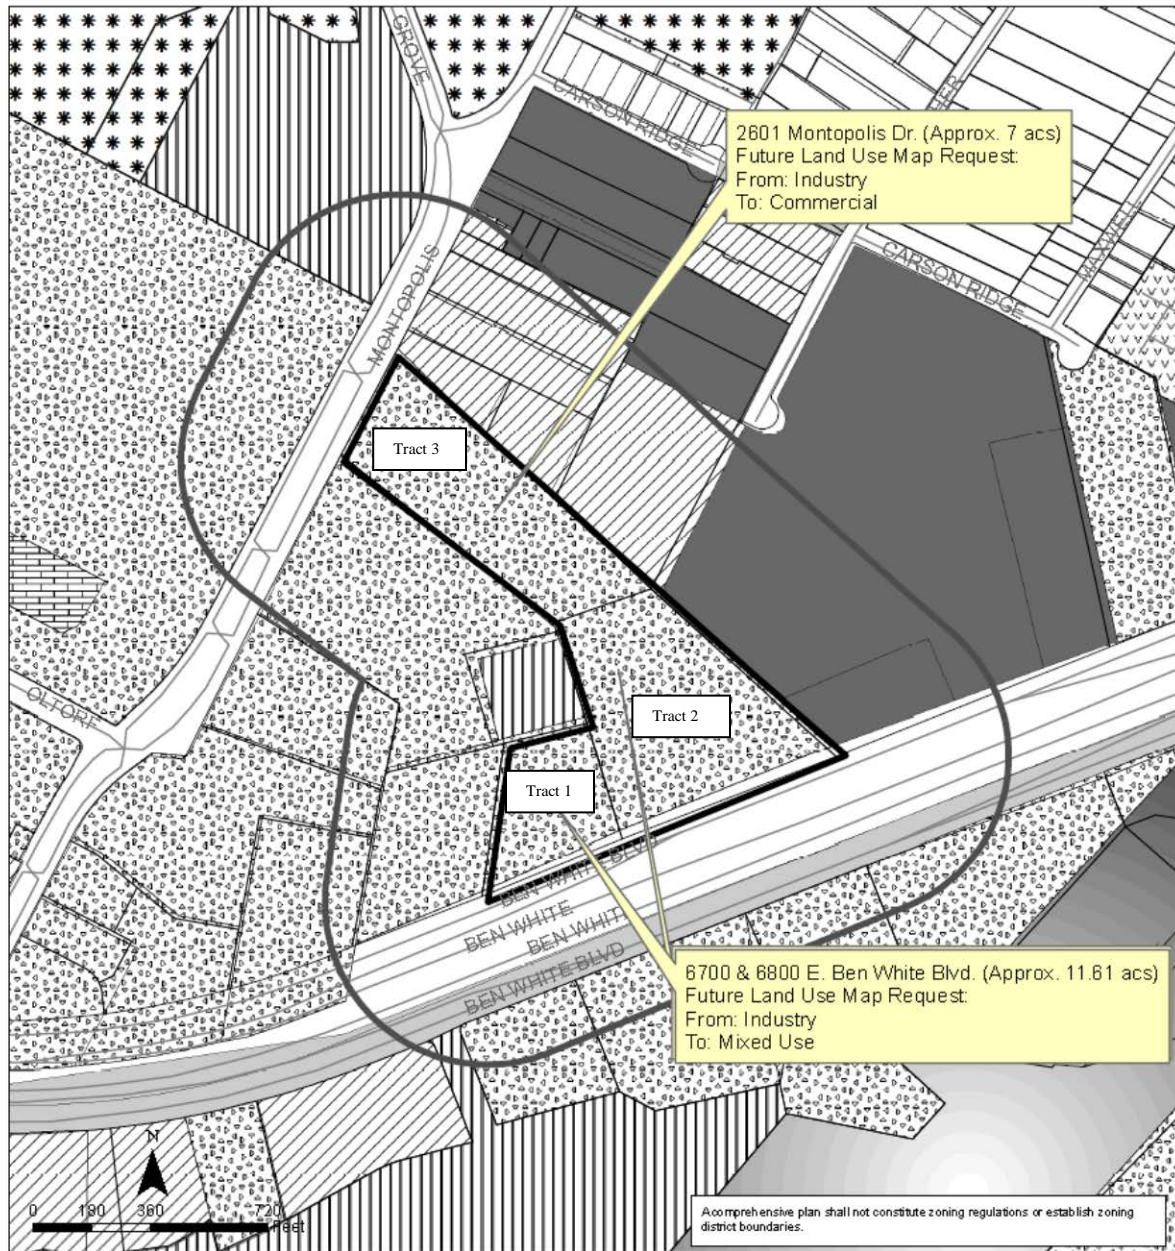 GROVE
CARSON RIDGE
2601 Montopolis Dr. (Approx. 7 acs)
Future Land Use Map Request:
From: Industry
To: Commercial
MAXWELL
CARSON RIDGE
MONTOPOLIS
Tract 3
OLTORF
Tract 2
Tract 1
BEN WHITE BLVD
BEN WHITE
BEN WHIT
BEN WHITE BLVD
6700 & 6800 E. Ben White Blvd. (Approx. 11.61 acs)
Future Land Use Map Request:
From: Industry
To: Mixed Use
N
0 180 360 720
Feet
Acomprehensive plan shall not constitute zoning regulations or establish zoning
district boundaries.